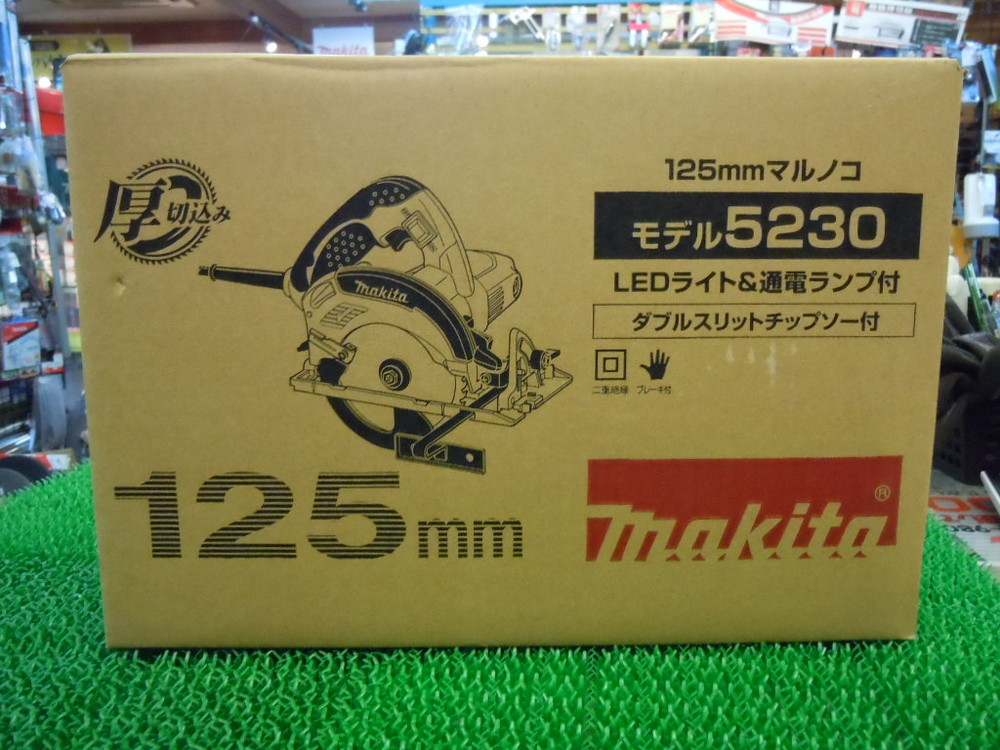 makita
厚切込み
makita
125mmマルノコ
モデル5230
LEDライト&通電ランプ付
ダブルスリットチップソー付
二重絶縁 ブレーキ付
125mm
makita®